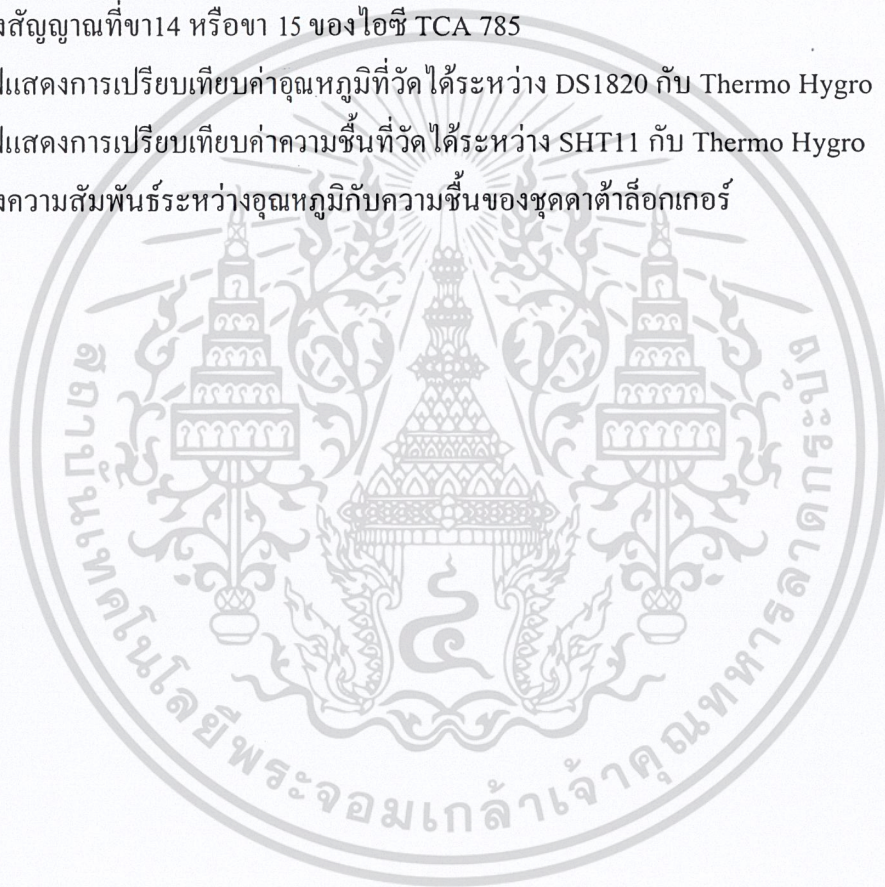 งสัญญาณที่ขา14 หรือขา 15 ของไอซี TCA 785
แสดงการเปรียบเทียบค่าอุณหภูมิที่วัดได้ระหว่าง DS1820 กับ Thermo Hygro
แสดงการเปรียบเทียบค่าความชื้นที่วัดได้ระหว่าง SHT11 กับ Thermo Hygro
งความสัมพันธ์ระหว่างอุณหภูมิกับความชื้นของชุดดาต้าล็อกเกอร์
สถาบันเทคโนโลยีพระจอมเกล้าเจ้าคุณทหารลาดกระบัง